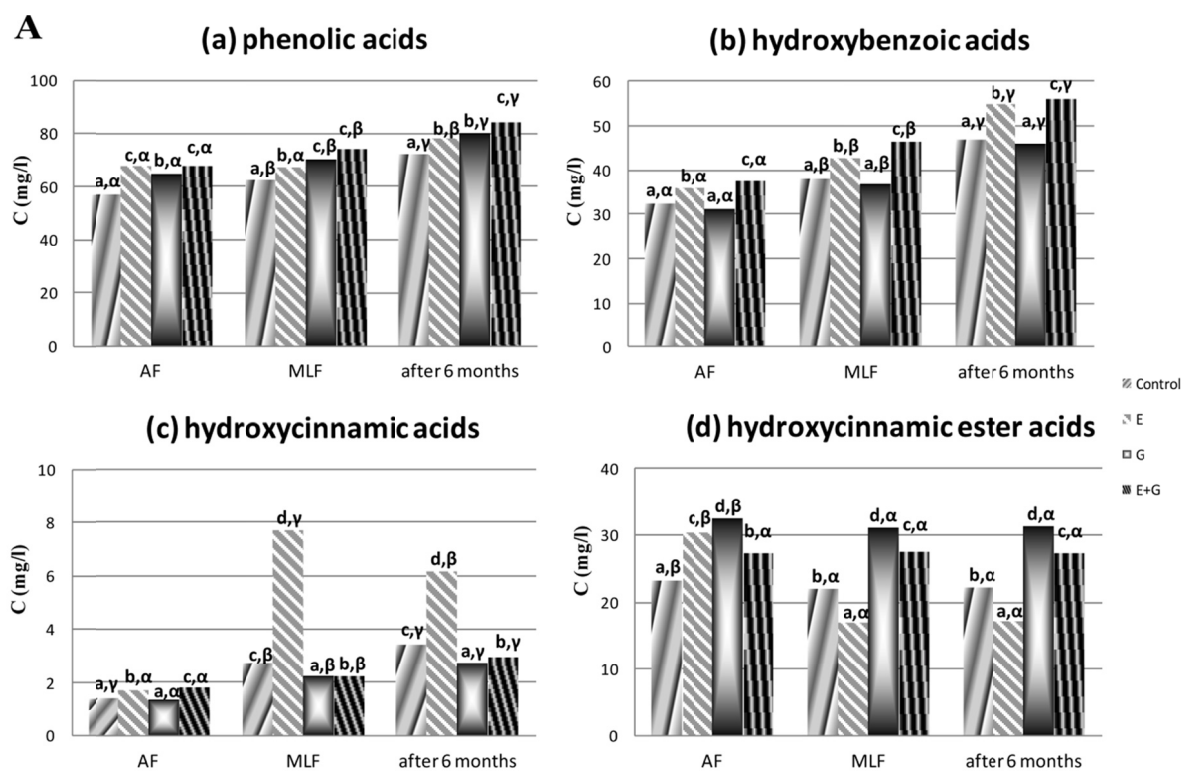 A
(a) phenolic acids
C (mg/l)
100
80
60
40
20
0
a,α c,α b,α c,α
a,β b,α c,β c,β
a,γ b,β b,γ c,γ
AF MLF after 6 months
(b) hydroxybenzoic acids
C (mg/l)
60
50
40
30
20
10
0
a,α b,α a,α c,α
a,β b,β a,β c,β
a,γ b,γ a,γ c,γ
AF MLF after 6 months
(c) hydroxycinnamic acids
C (mg/l)
10
8
6
4
2
0
a,γ b,α a,α c,α
c,β d,γ a,β b,β
c,γ d,β a,γ b,γ
AF MLF after 6 months
(d) hydroxycinnamic ester acids
C (mg/l)
40
30
20
10
0
a,β c,β d,β b,α
b,α a,α d,α c,α
b,α a,α d,α c,α
AF MLF after 6 months
Control
E
G
E+G